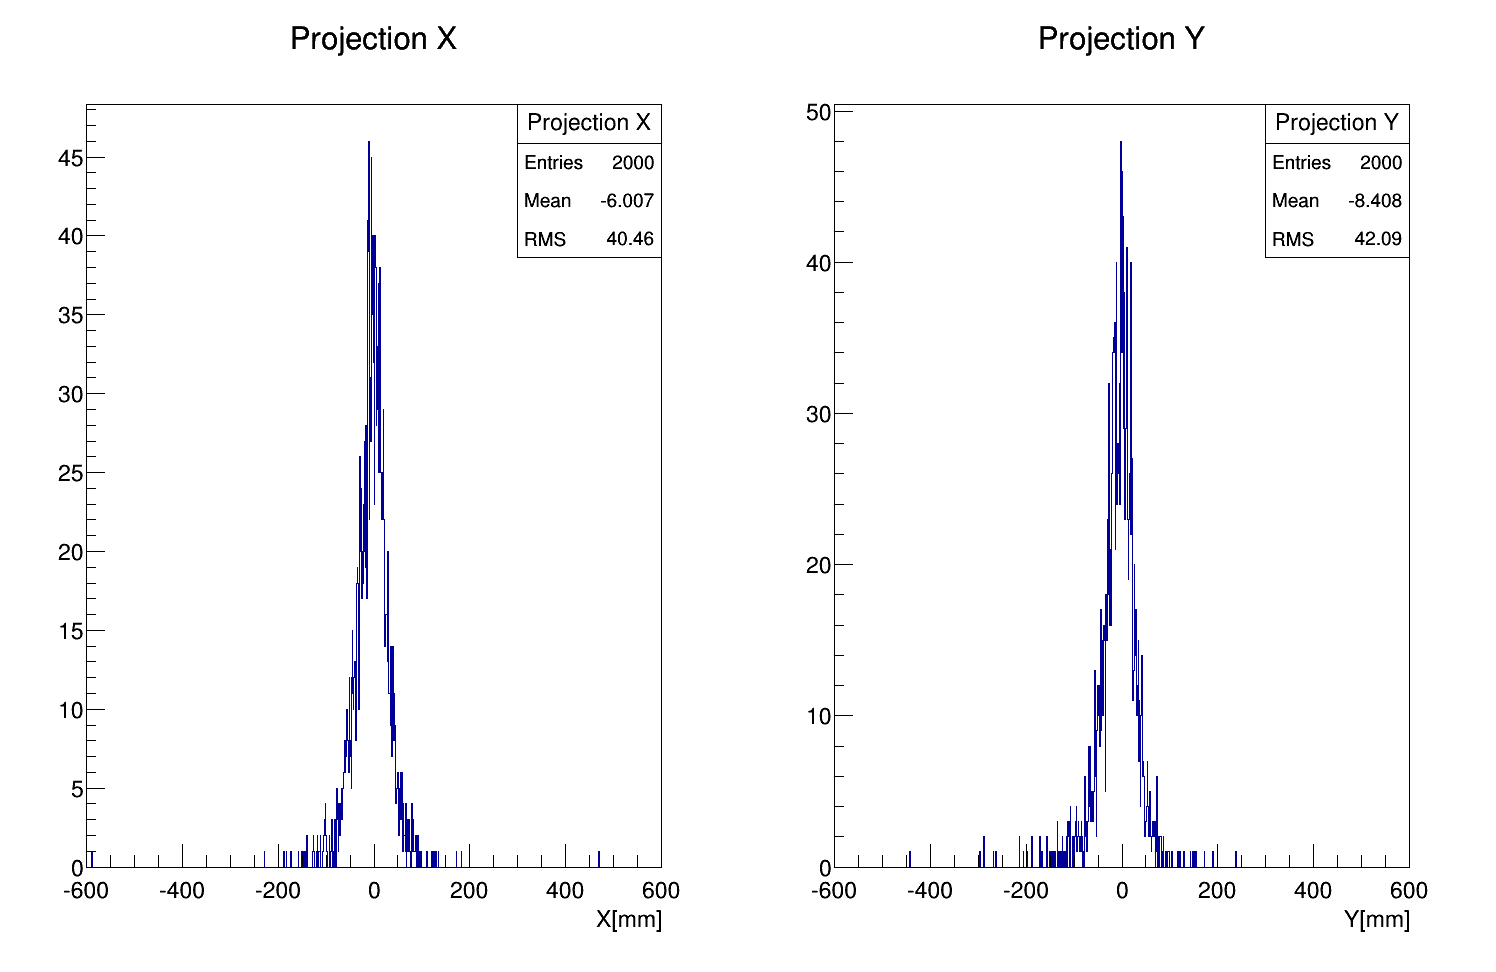 Projection X
Projection X
Entries 2000
Mean -6.007
RMS 40.46
45
40
35
30
25
20
15
10
5
0
-600 -400 -200 0 200 400 600
X[mm]
Projection Y
Projection Y
Entries 2000
Mean -8.408
RMS 42.09
50
40
30
20
10
0
-600 -400 -200 0 200 400 600
Y[mm]